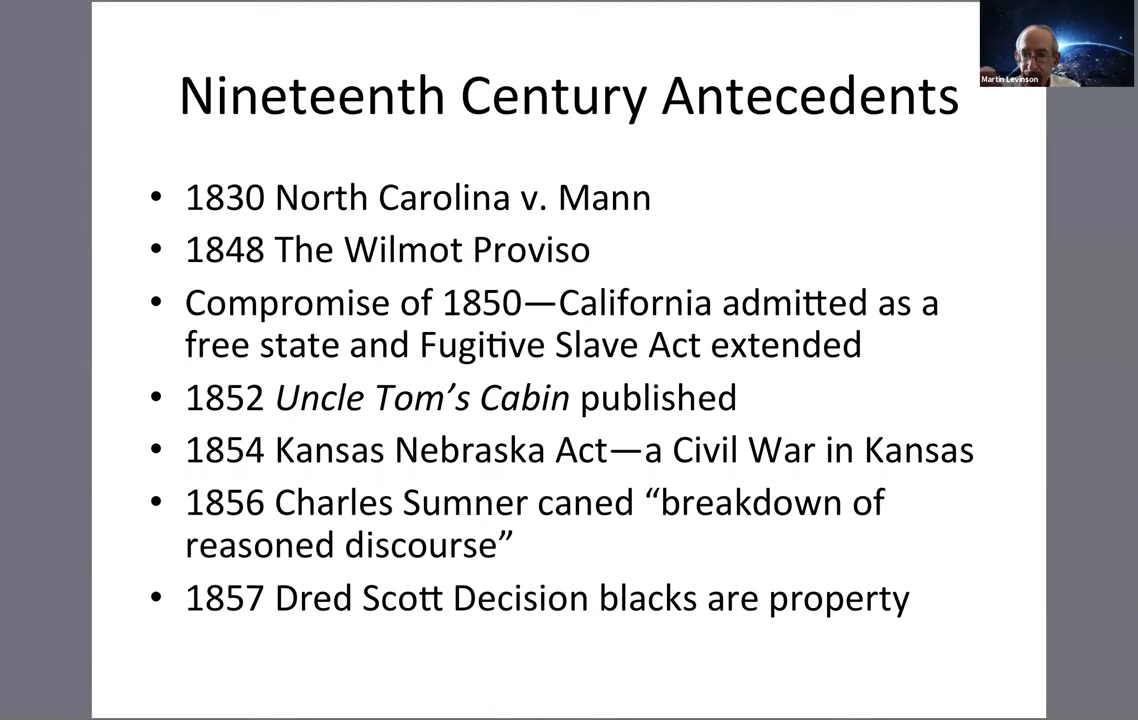 Martin Levinson
Nineteenth Century Antecedents
• 1830 North Carolina v. Mann
• 1848 The Wilmot Proviso
• Compromise of 1850—California admitted as a
free state and Fugitive Slave Act extended
• 1852 Uncle Tom’s Cabin published
• 1854 Kansas Nebraska Act—a Civil War in Kansas
• 1856 Charles Sumner caned “breakdown of
reasoned discourse”
• 1857 Dred Scott Decision blacks are property